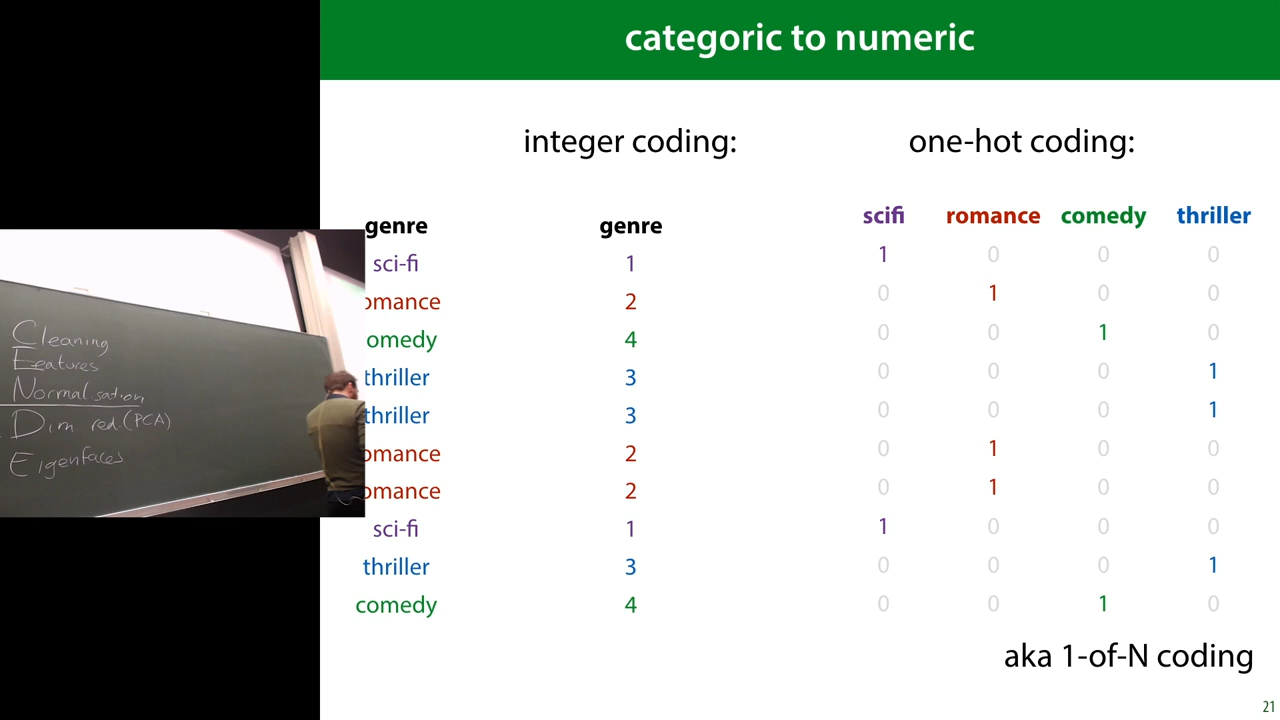 categoric to numeric
integer coding:
one-hot coding:
genre
genre
scifi romance comedy thriller
sci-fi 1 1 0 0 0
omance 2 0 1 0 0
omedy 4 0 0 1 0
thriller 3 0 0 0 1
thriller 3 0 0 0 1
omance 2 0 1 0 0
omance 2 0 1 0 0
sci-fi 1 1 0 0 0
thriller 3 0 0 0 1
comedy 4 0 0 1 0
aka 1-of-N coding
21
Cleaning
Features
Normalisation
Dim red. (PCA)
Eigenfaces